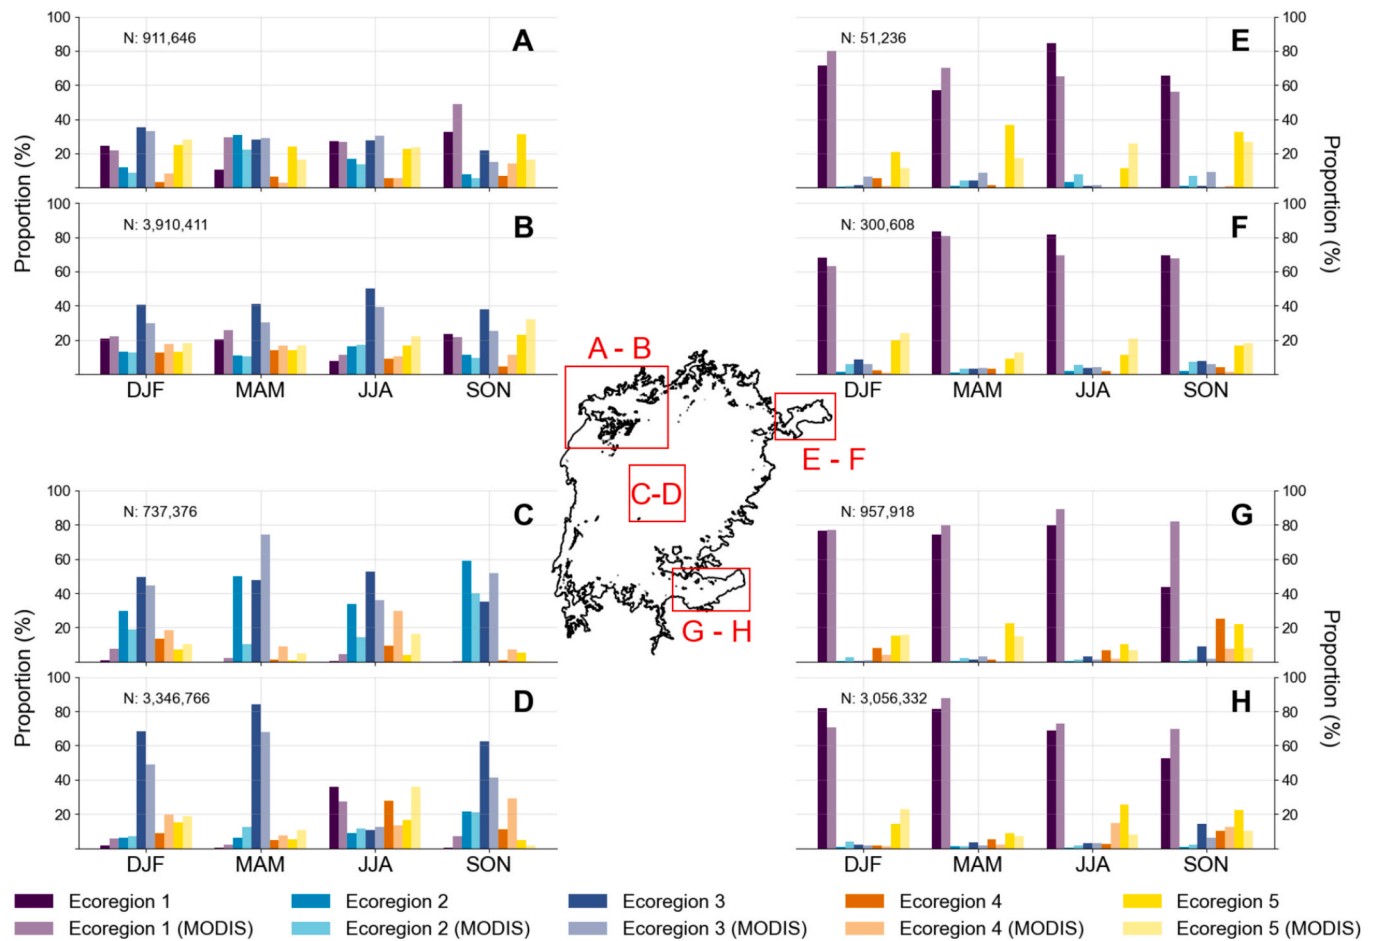 100
80
60
40
20
Proportion (%)
N: 911,646
A
100
80
60
40
20
N: 3,910,411
B
DJF
MAM
JJA
SON
N: 51,236
E
100
80
60
40
20
Proportion (%)
N: 300,608
F
100
80
60
40
20
DJF
MAM
JJA
SON
A - B
E - F
C-D
G - H
100
80
60
40
20
Proportion (%)
N: 737,376
C
100
80
60
40
20
N: 3,346,766
D
DJF
MAM
JJA
SON
N: 957,918
G
100
80
60
40
20
Proportion (%)
N: 3,056,332
H
100
80
60
40
20
DJF
MAM
JJA
SON
Ecoregion 1
Ecoregion 2
Ecoregion 3
Ecoregion 4
Ecoregion 5
Ecoregion 1 (MODIS)
Ecoregion 2 (MODIS)
Ecoregion 3 (MODIS)
Ecoregion 4 (MODIS)
Ecoregion 5 (MODIS)